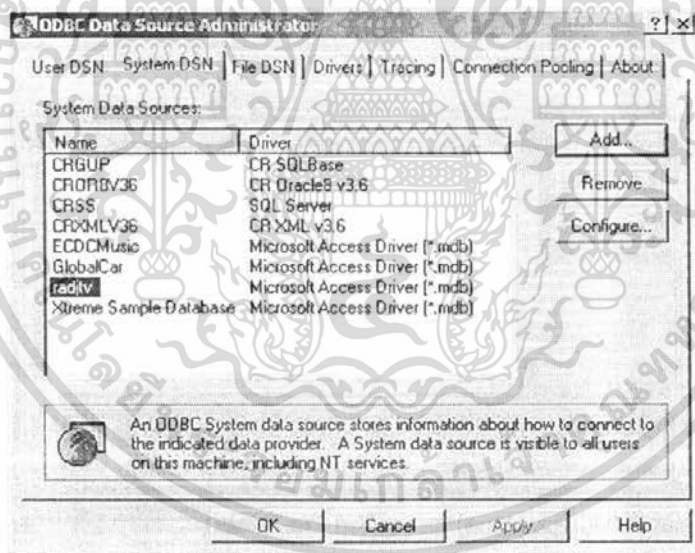 ODBC Data Source Administrator
User DSN System DSN File DSN Drivers Tracing Connection Pooling About
System Data Sources:
Name Driver
CRGUP CR SQLBase
CROR8V36 CR Oracle8 v3.6
CRSS SQL Server
CRXMLV36 CR XML v3.6
ECDCMusic Microsoft Access Driver (*.mdb)
GlobalCar Microsoft Access Driver (*.mdb)
raditv Microsoft Access Driver (*.mdb)
Xtreme Sample Database Microsoft Access Driver (*.mdb)
Add...
Remove
Configure...
An ODBC System data source stores information about how to connect to
the indicated data provider. A System data source is visible to all users
on this machine, including NT services.
OK Cancel Apply Help